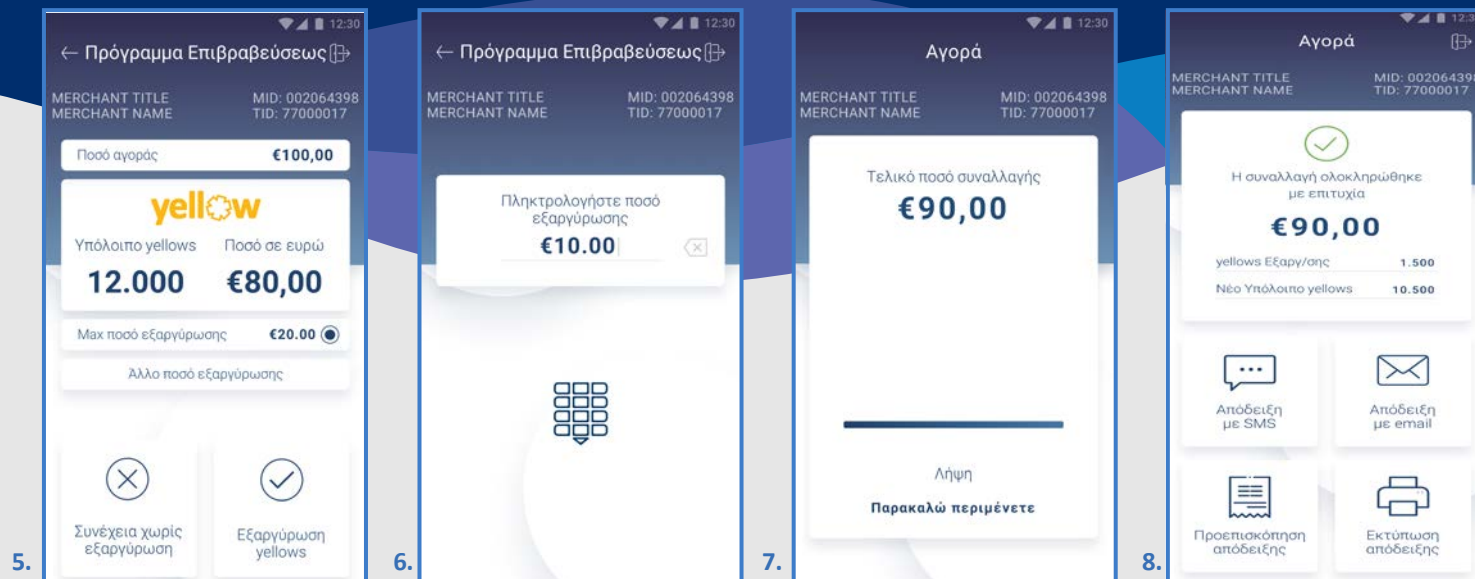 12:30
← Πρόγραμμα Επιβραβεύσεως
MERCHANT TITLE MID: 002064398
MERCHANT NAME TID: 77000017
Ποσό αγοράς €100,00
yellow
Υπόλοιπο yellows Ποσό σε ευρώ
12.000 €80,00
Max ποσό εξαργύρωσης €20.00
Άλλο ποσό εξαργύρωσης
Συνέχεια χωρίς
εξαργύρωση
Εξαργύρωση
yellows
5.
12:30
← Πρόγραμμα Επιβραβεύσεως
MERCHANT TITLE MID: 002064398
MERCHANT NAME TID: 77000017
Πληκτρολογήστε ποσό
εξαργύρωσης
€10.00
6.
12:30
Αγορά
MERCHANT TITLE MID: 002064398
MERCHANT NAME TID: 77000017
Τελικό ποσό συναλλαγής
€90,00
Λήψη
Παρακαλώ περιμένετε
7.
Αγορά
MERCHANT TITLE MID: 002064398
MERCHANT NAME TID: 77000017
Η συναλλαγή ολοκληρώθηκε
με επιτυχία
€90,00
yellows Εξαργ/σης 1.500
Νέο Υπόλοιπο yellows 10.500
Απόδειξη
με SMS
Απόδειξη
με email
Προεπισκόπηση
απόδειξης
Εκτύπωση
απόδειξης
8.